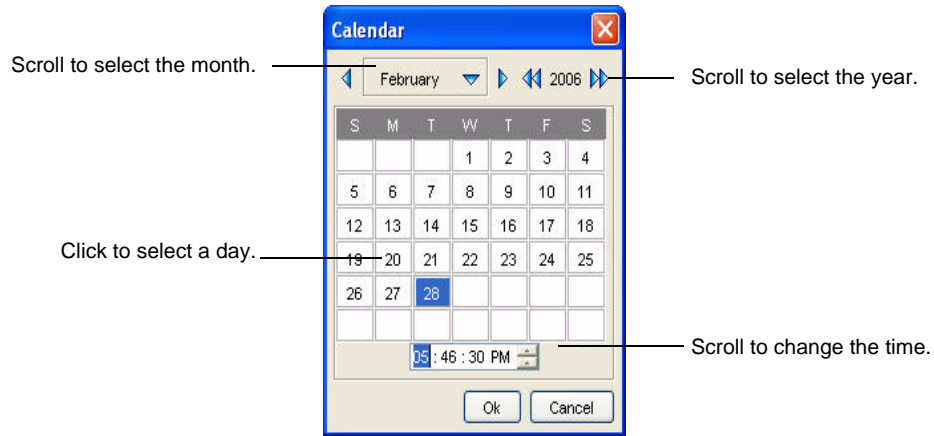 Calendar
Scroll to select the month.
February
2006
Scroll to select the year.
S M T W T F S
1 2 3 4
5 6 7 8 9 10 11
12 13 14 15 16 17 18
Click to select a day.
19 20 21 22 23 24 25
26 27 28
05 : 46 : 30 PM
Scroll to change the time.
Ok Cancel